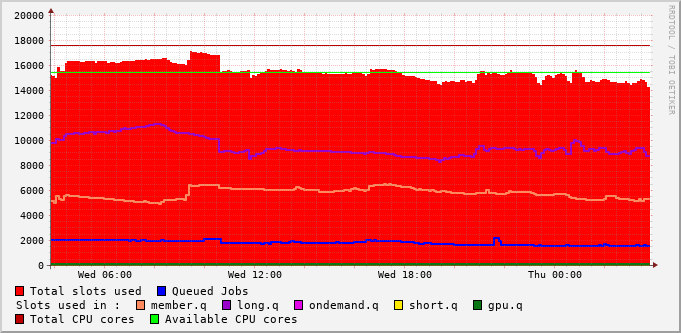 20000
18000
16000
14000
12000
10000
8000
6000
4000
2000
0
Wed 06:00 Wed 12:00 Wed 18:00 Thu 00:00
Total slots used Queued Jobs
Slots used in : member.q long.q ondemand.q short.q gpu.q
Total CPU cores Available CPU cores
RRDTOOL / TOBI OETIKER